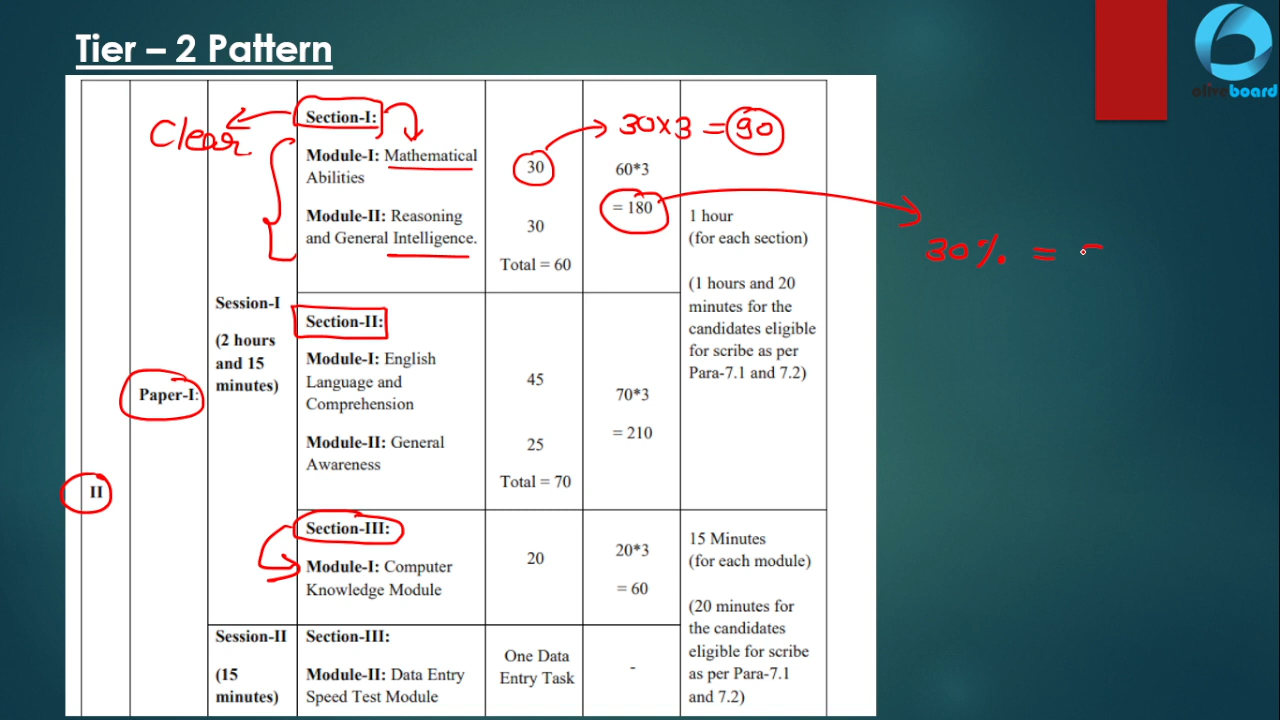 Tier – 2 Pattern
oliveboard
Clear
II
Paper-I:
Session-I
(2 hours
and 15
minutes)
Section-I:
Module-I: Mathematical
Abilities
Module-II: Reasoning
and General Intelligence.
30
30
Total = 60
30×3 = 90
60*3
= 180
30% =
1 hour
(for each section)
(1 hours and 20
minutes for the
candidates eligible
for scribe as per
Para-7.1 and 7.2)
Section-II:
Module-I: English
Language and
Comprehension
Module-II: General
Awareness
45
25
Total = 70
70*3
= 210
Section-III:
Module-I: Computer
Knowledge Module
20
20*3
= 60
15 Minutes
(for each module)
(20 minutes for
the candidates
eligible for scribe
as per Para-7.1
and 7.2)
Session-II
(15
minutes)
Section-III:
Module-II: Data Entry
Speed Test Module
One Data
Entry Task
-